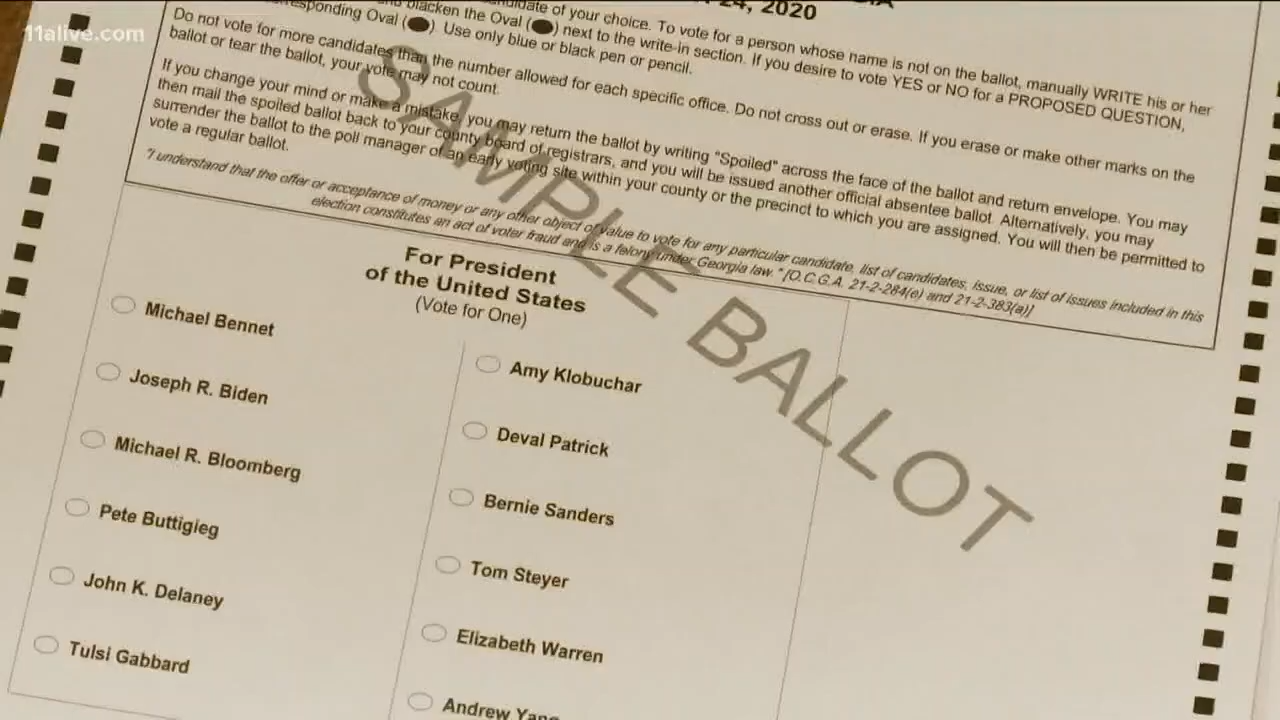 11alive.com
24, 2020
candidate of your choice. To vote for a person whose name is not on the ballot, manually WRITE his or her
blacken the Oval ( ) next to the write-in section. If you desire to vote YES or NO for a PROPOSED QUESTION,
Oval ( ). Use only blue or black pen or pencil.
Do not vote for more candidates than the number allowed for each specific office. Do not cross out or erase. If you erase or make other marks on the
ballot or tear the ballot, your vote may not count.
If you change your mind or make a mistake, you may return the ballot by writing "Spoiled" across the face of the ballot and return envelope. You may
then mail the spoiled ballot back to your county board of registrars, and you will be issued another official absentee ballot. Alternatively, you may
surrender the ballot to the poll manager of an early voting site within your county or the precinct to which you are assigned. You will then be permitted to
vote a regular ballot.
"I understand that the offer or acceptance of money or any other object of value to vote for any particular candidate, list of candidates, issue, or list of issues included in this
election constitutes an act of voter fraud and is a felony under Georgia law." [O.C.G.A. 21-2-284(e) and 21-2-383(a)]
SAMPLE BALLOT
For President
of the United States
(Vote for One)
Michael Bennet
Joseph R. Biden
Michael R. Bloomberg
Pete Buttigieg
John K. Delaney
Tulsi Gabbard
Amy Klobuchar
Deval Patrick
Bernie Sanders
Tom Steyer
Elizabeth Warren
Andrew Yang